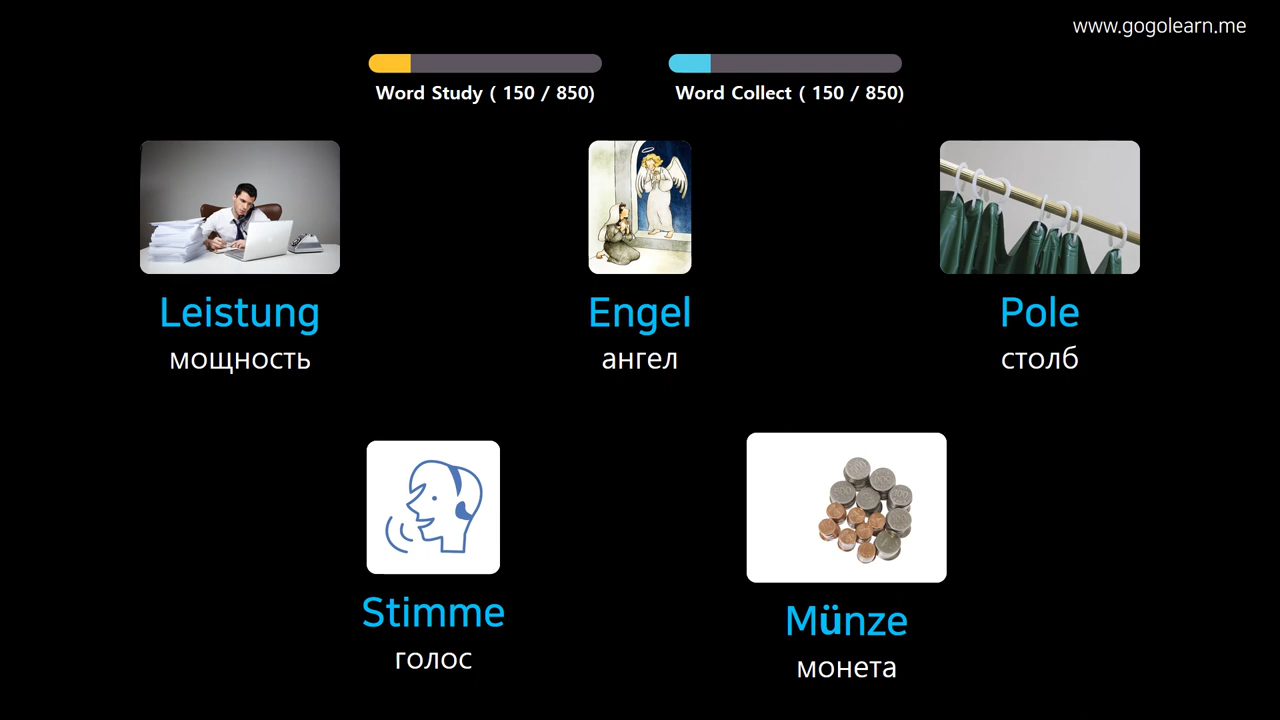 www.gogolearn.me
Word Study ( 150 / 850)
Word Collect ( 150 / 850)
Leistung
мощность
Engel
ангел
Pole
столб
Stimme
голос
Münze
монета